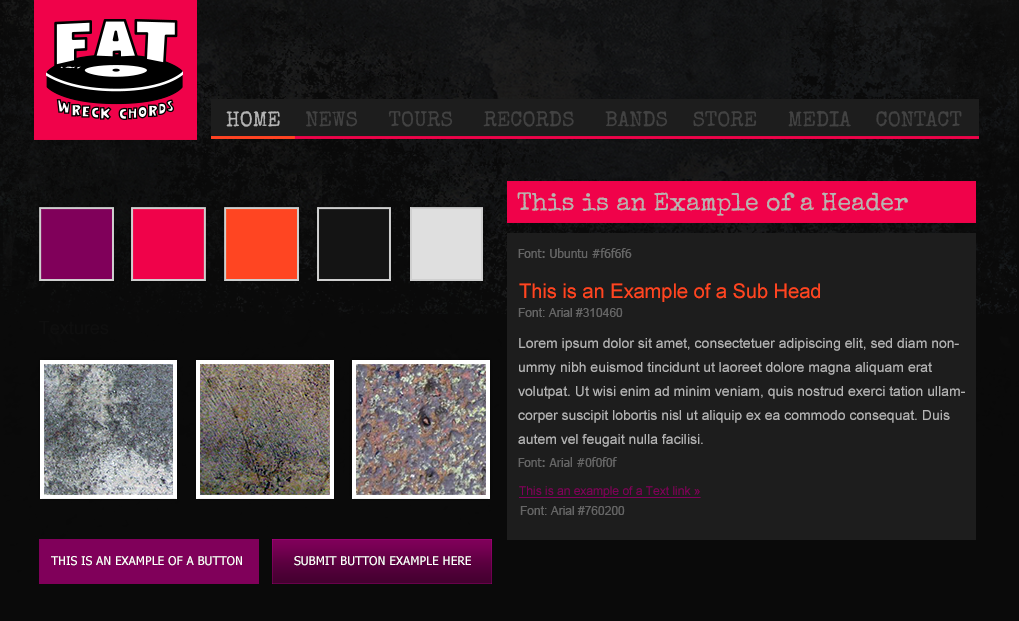 FAT
WRECK CHORDS
HOME NEWS TOURS RECORDS BANDS STORE MEDIA CONTACT
This is an Example of a Header
Font: Ubuntu #f6f6f6
This is an Example of a Sub Head
Font: Arial #310460
Textures
Lorem ipsum dolor sit amet, consectetuer adipiscing elit, sed diam non-
ummy nibh euismod tincidunt ut laoreet dolore magna aliquam erat
volutpat. Ut wisi enim ad minim veniam, quis nostrud exerci tation ullam-
corper suscipit lobortis nisl ut aliquip ex ea commodo consequat. Duis
autem vel feugait nulla facilisi.
Font: Arial #0f0f0f
This is an example of a Text link »
Font: Arial #760200
THIS IS AN EXAMPLE OF A BUTTON
SUBMIT BUTTON EXAMPLE HERE